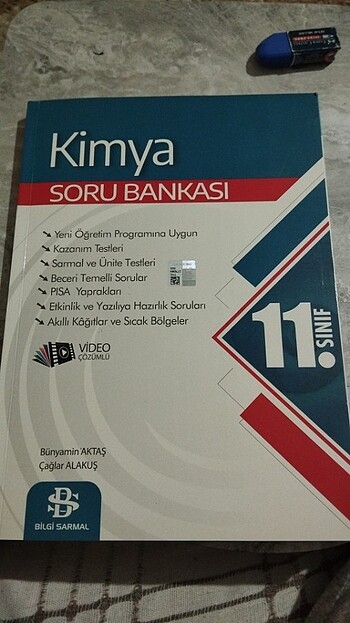 Kimya
SORU BANKASI
Yeni Öğretim Programına Uygun
Kazanım Testleri
Sarmal ve Ünite Testleri
Beceri Temelli Sorular
PISA Yaprakları
Etkinlik ve Yazılıya Hazırlık Soruları
Akıllı Kâğıtlar ve Sıcak Bölgeler
VİDEO
ÇÖZÜMLÜ
11.
SINIF
Bünyamin AKTAŞ
Çağlar ALAKUŞ
BİLGİ SARMAL